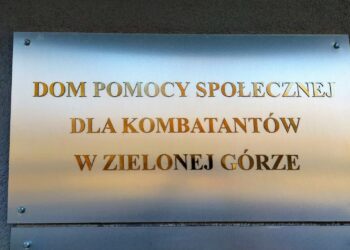 DOM POMOCY SPOŁECZNEJ
DLA KOMBATANTÓW
W ZIELONEJ GÓRZE